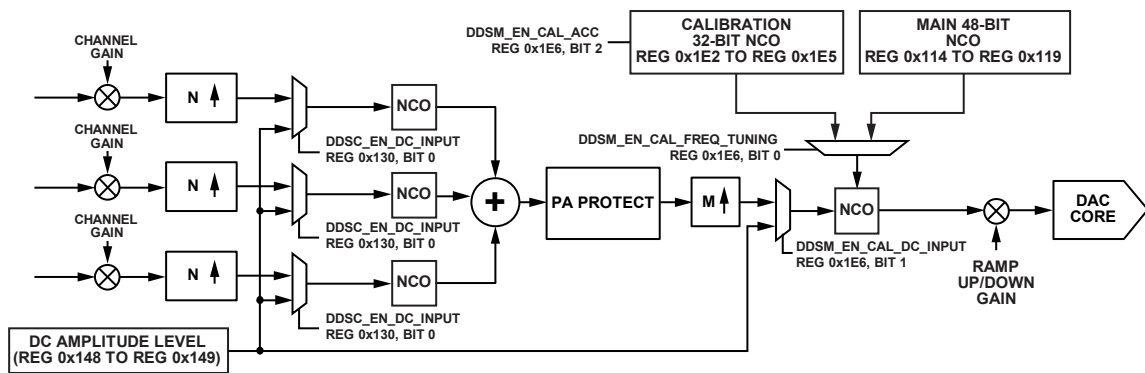 CHANNEL
GAIN
N
NCO
DDSC_EN_DC_INPUT
REG 0x130, BIT 0
CHANNEL
GAIN
N
NCO
DDSC_EN_DC_INPUT
REG 0x130, BIT 0
CHANNEL
GAIN
N
NCO
DDSC_EN_DC_INPUT
REG 0x130, BIT 0
DC AMPLITUDE LEVEL
(REG 0x148 TO REG 0x149)
+
PA PROTECT
M
DDSM_EN_CAL_ACC
REG 0x1E6, BIT 2
CALIBRATION
32-BIT NCO
REG 0x1E2 TO REG 0x1E5
MAIN 48-BIT
NCO
REG 0x114 TO REG 0x119
DDSM_EN_CAL_FREQ_TUNING
REG 0x1E6, BIT 0
NCO
DDSM_EN_CAL_DC_INPUT
REG 0x1E6, BIT 1
RAMP
UP/DOWN
GAIN
DAC
CORE